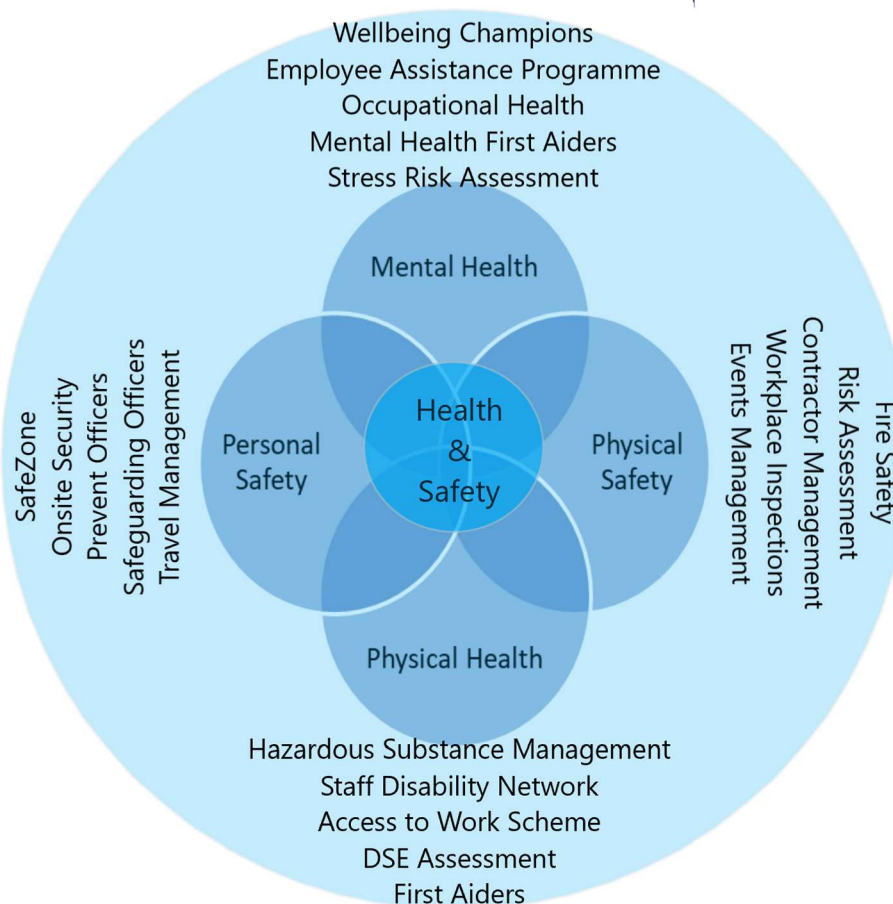 Wellbeing Champions
Employee Assistance Programme
Occupational Health
Mental Health First Aiders
Stress Risk Assessment
Mental Health
SafeZone
Onsite Security
Prevent Officers
Safeguarding Officers
Travel Management
Personal
Safety
Health
&
Safety
Physical
Safety
Fire Safety
Risk Assessment
Contractor Management
Workplace Inspections
Events Management
Physical Health
Hazardous Substance Management
Staff Disability Network
Access to Work Scheme
DSE Assessment
First Aiders